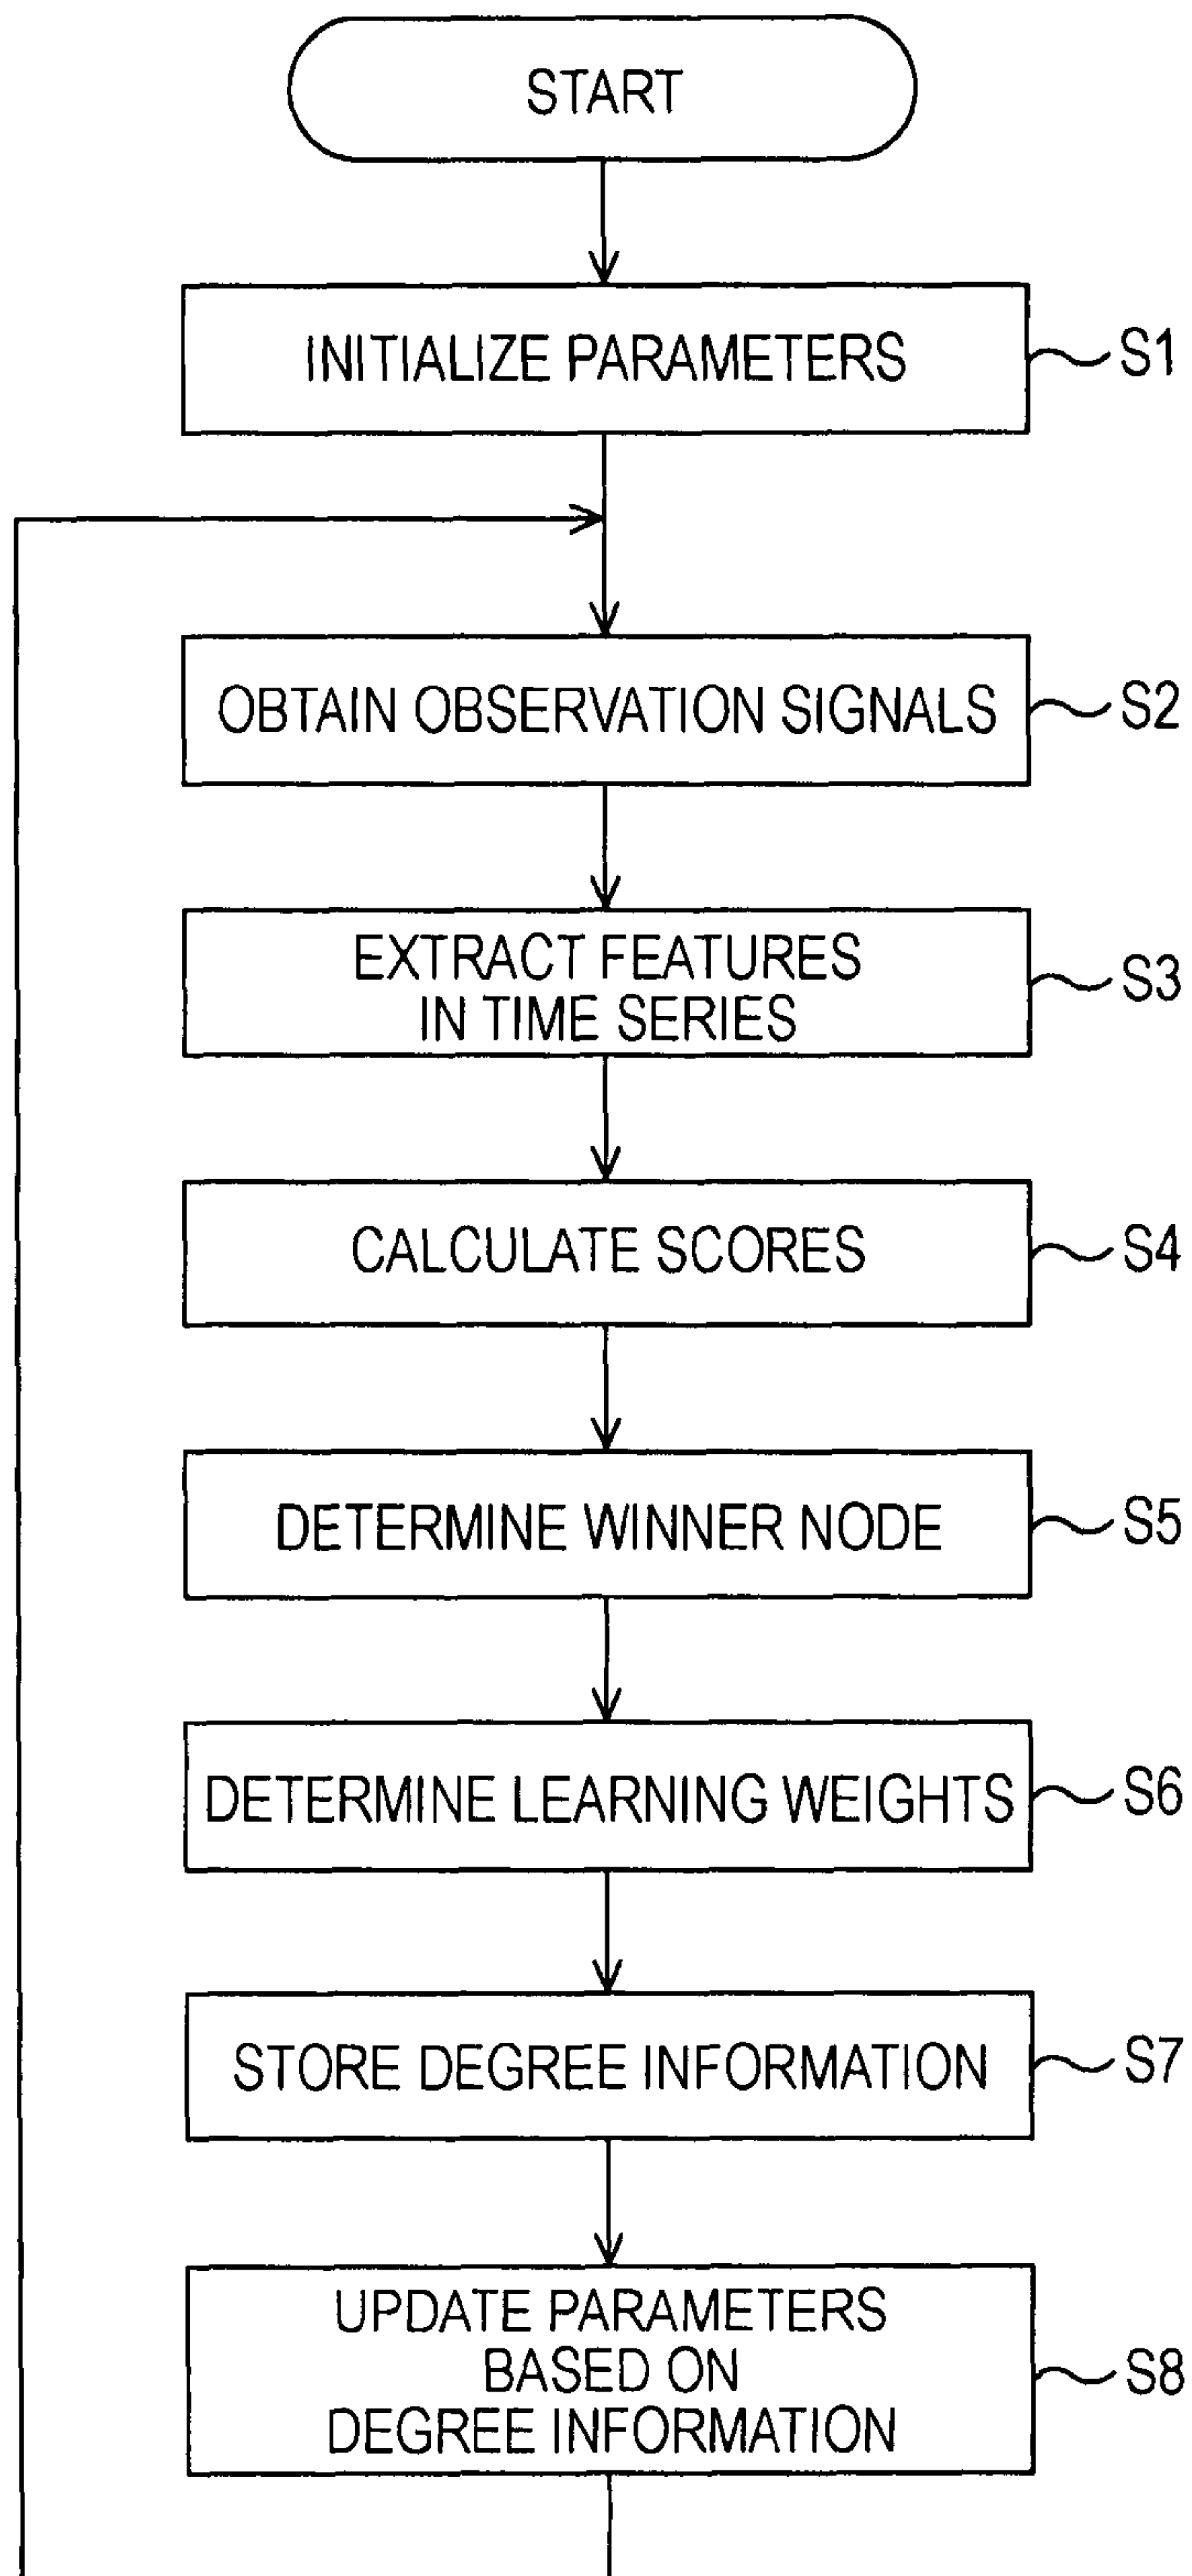 START
INITIALIZE PARAMETERS
S1
OBTAIN OBSERVATION SIGNALS
S2
EXTRACT FEATURES
IN TIME SERIES
S3
CALCULATE SCORES
S4
DETERMINE WINNER NODE
S5
DETERMINE LEARNING WEIGHTS
S6
STORE DEGREE INFORMATION
S7
UPDATE PARAMETERS
BASED ON
DEGREE INFORMATION
S8